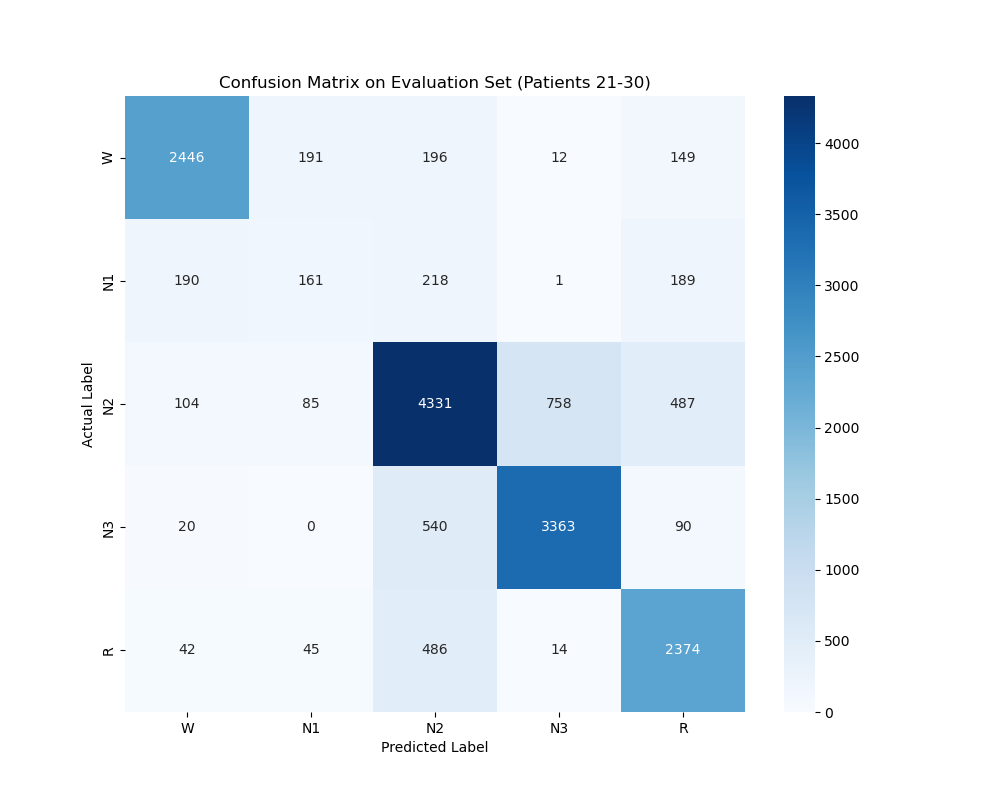 Confusion Matrix on Evaluation Set (Patients 21-30)
W 2446 191 196 12 149
N1 190 161 218 1 189
N2 104 85 4331 758 487
N3 20 0 540 3363 90
R 42 45 486 14 2374
W N1 N2 N3 R
Predicted Label
Actual Label
4000
3500
3000
2500
2000
1500
1000
500
0